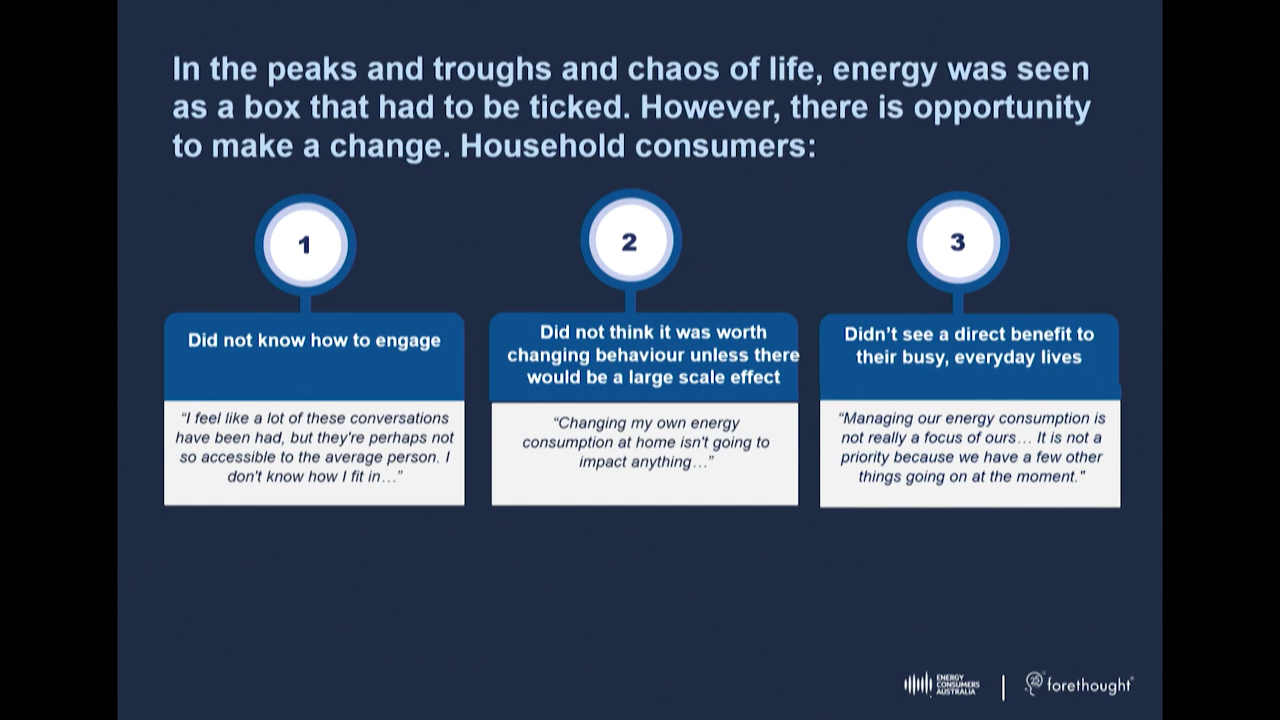 In the peaks and troughs and chaos of life, energy was seen
as a box that had to be ticked. However, there is opportunity
to make a change. Household consumers:
1
2
3
Did not know how to engage
"I feel like a lot of these conversations
have been had, but they're perhaps not
so accessible to the average person. I
don't know how I fit in…"
Did not think it was worth
changing behaviour unless there
would be a large scale effect
"Changing my own energy
consumption at home isn't going to
impact anything…"
Didn't see a direct benefit to
their busy, everyday lives
"Managing our energy consumption is
not really a focus of ours… It is not a
priority because we have a few other
things going on at the moment."
ENERGY
CONSUMERS
AUSTRALIA
forethought